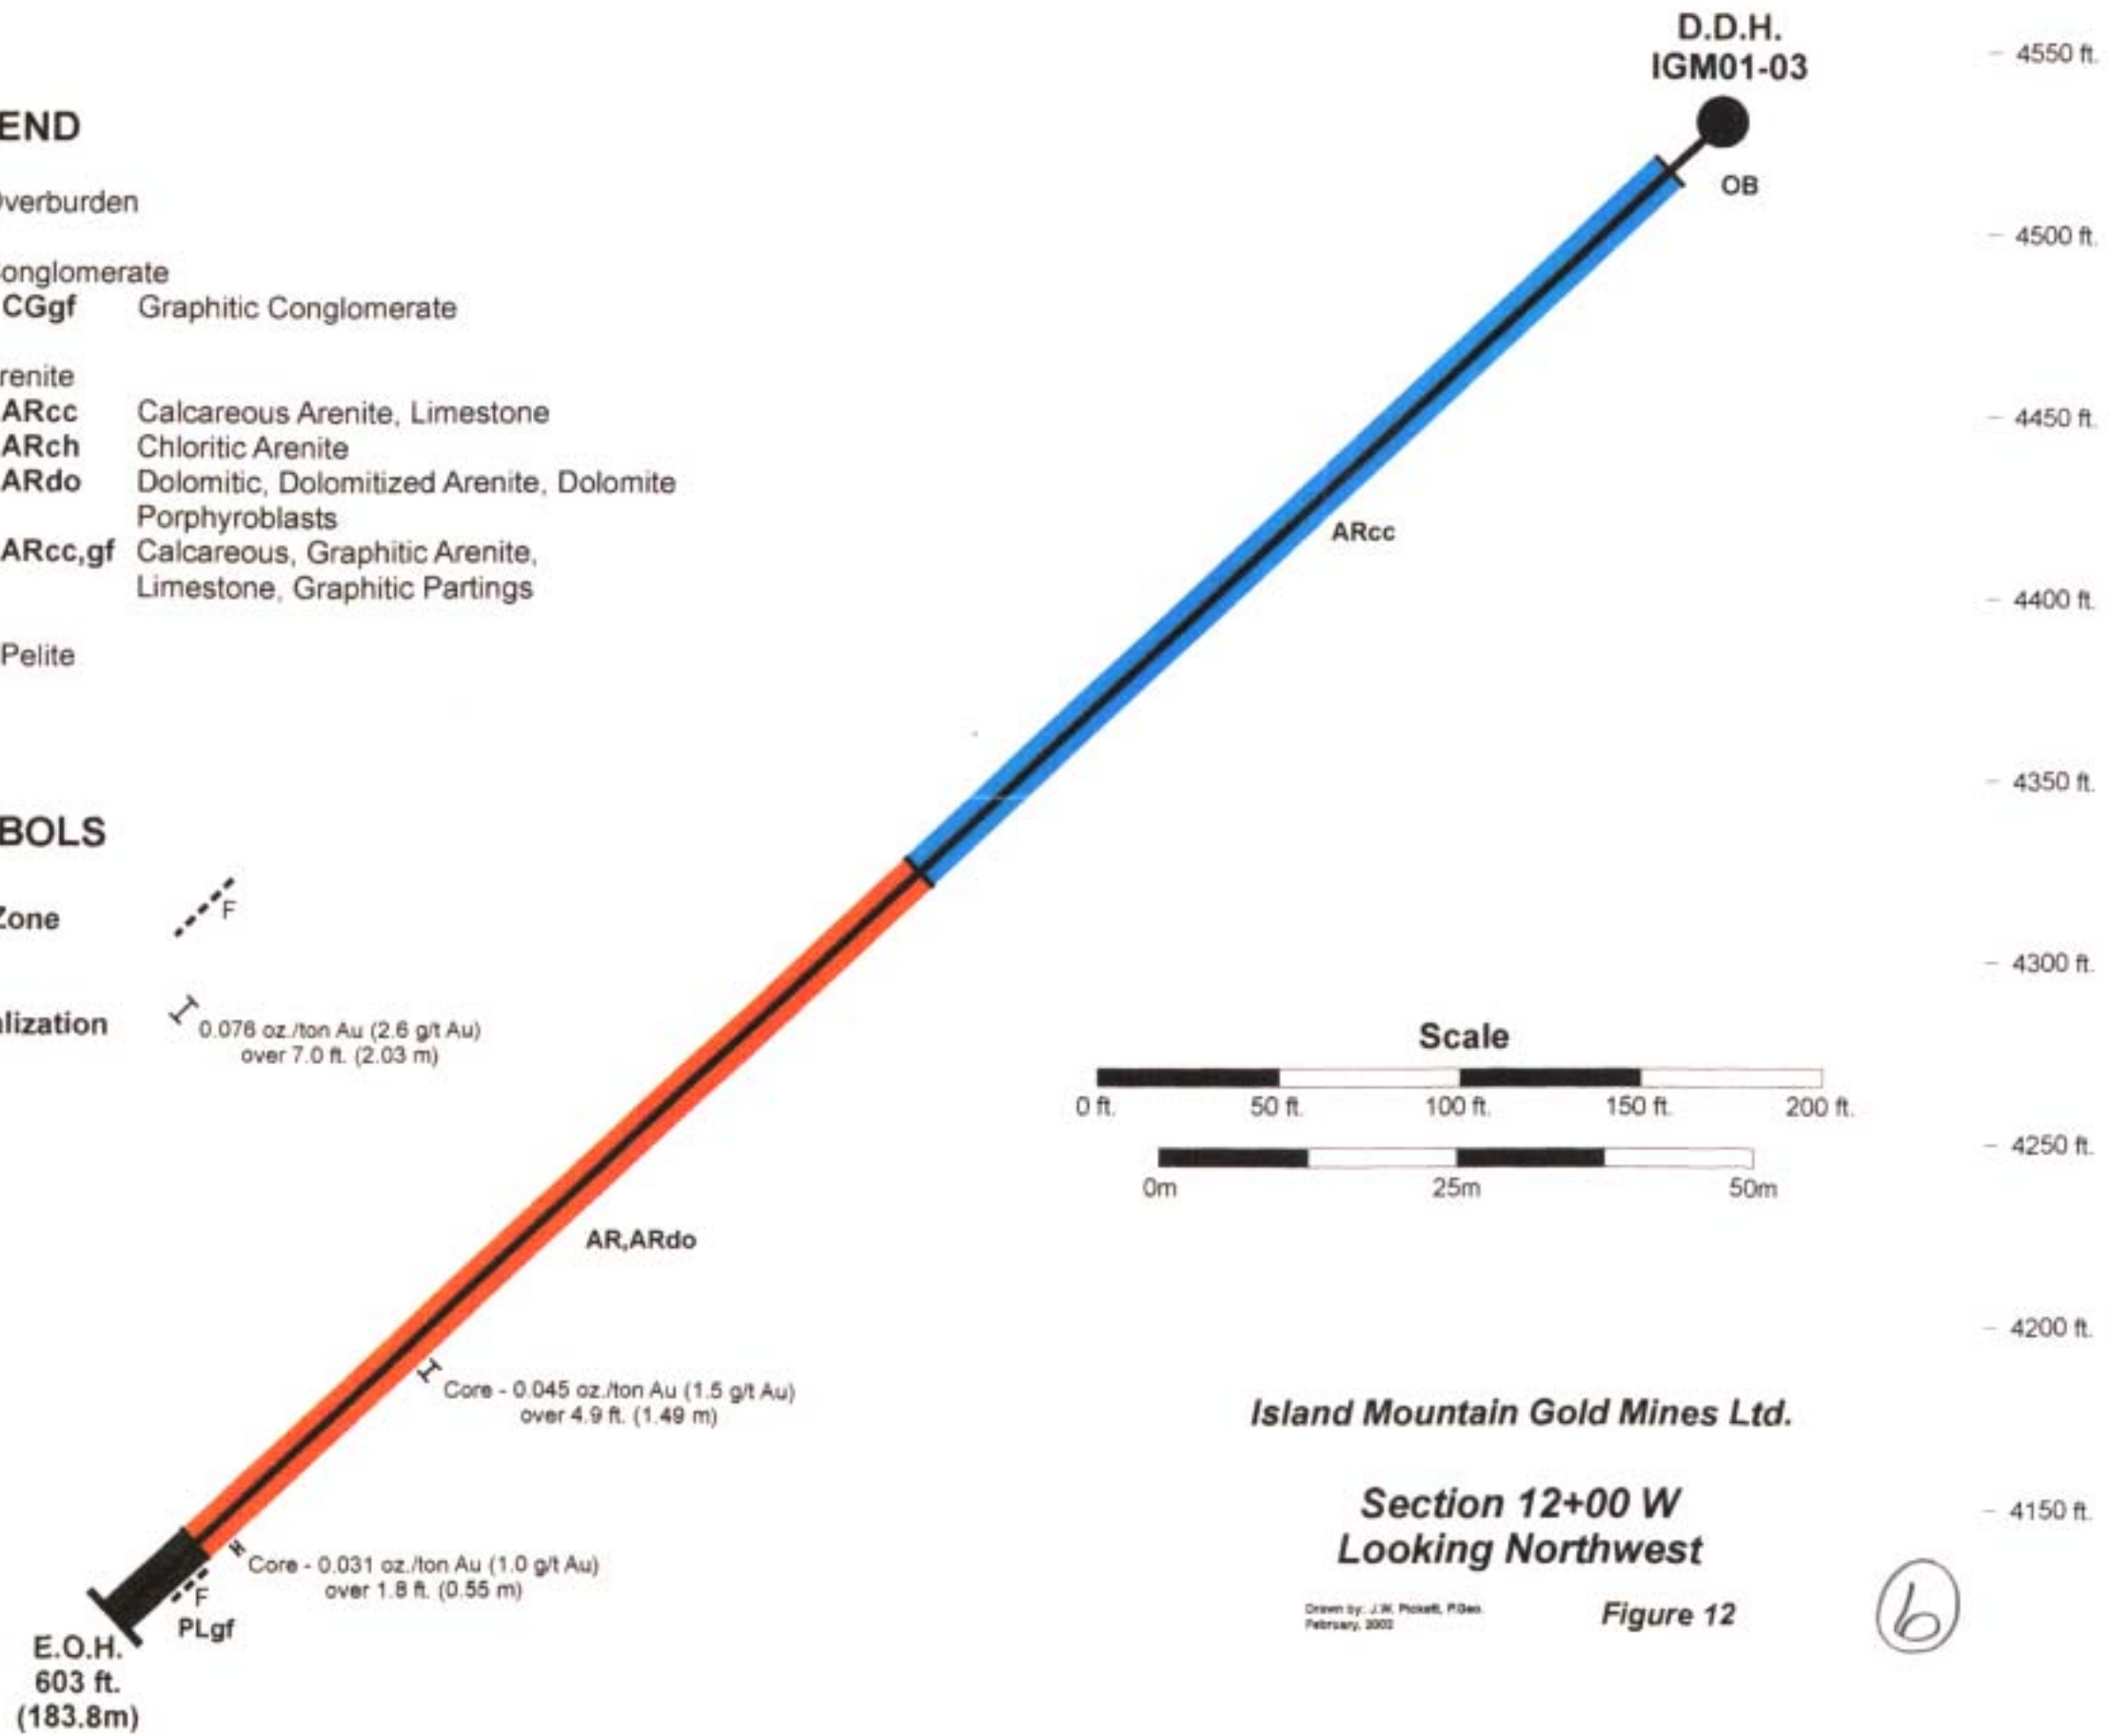 D.D.H.
IGM01-03
OB
4550 ft.
4500 ft.
4450 ft.
4400 ft.
4350 ft.
4300 ft.
4250 ft.
4200 ft.
4150 ft.
END
Overburden
onglomerate
CGgf Graphitic Conglomerate
renite
ARcc Calcareous Arenite, Limestone
ARch Chloritic Arenite
ARdo Dolomitic, Dolomitized Arenite, Dolomite
Porphyroblasts
ARcc,gf Calcareous, Graphitic Arenite,
Limestone, Graphitic Partings
Pelite
ARcc
BOLS
Zone
F
lization
0.076 oz./ton Au (2.6 g/t Au)
over 7.0 ft. (2.03 m)
Scale
0 ft. 50 ft. 100 ft. 150 ft. 200 ft.
0m 25m 50m
AR,ARdo
Core - 0.045 oz./ton Au (1.5 g/t Au)
over 4.9 ft. (1.49 m)
Core - 0.031 oz./ton Au (1.0 g/t Au)
over 1.8 ft. (0.55 m)
F
PLgf
E.O.H.
603 ft.
(183.8m)
Island Mountain Gold Mines Ltd.
Section 12+00 W
Looking Northwest
Drawn by: J.W. Pickett, P.Geo.
February, 2002
Figure 12
6